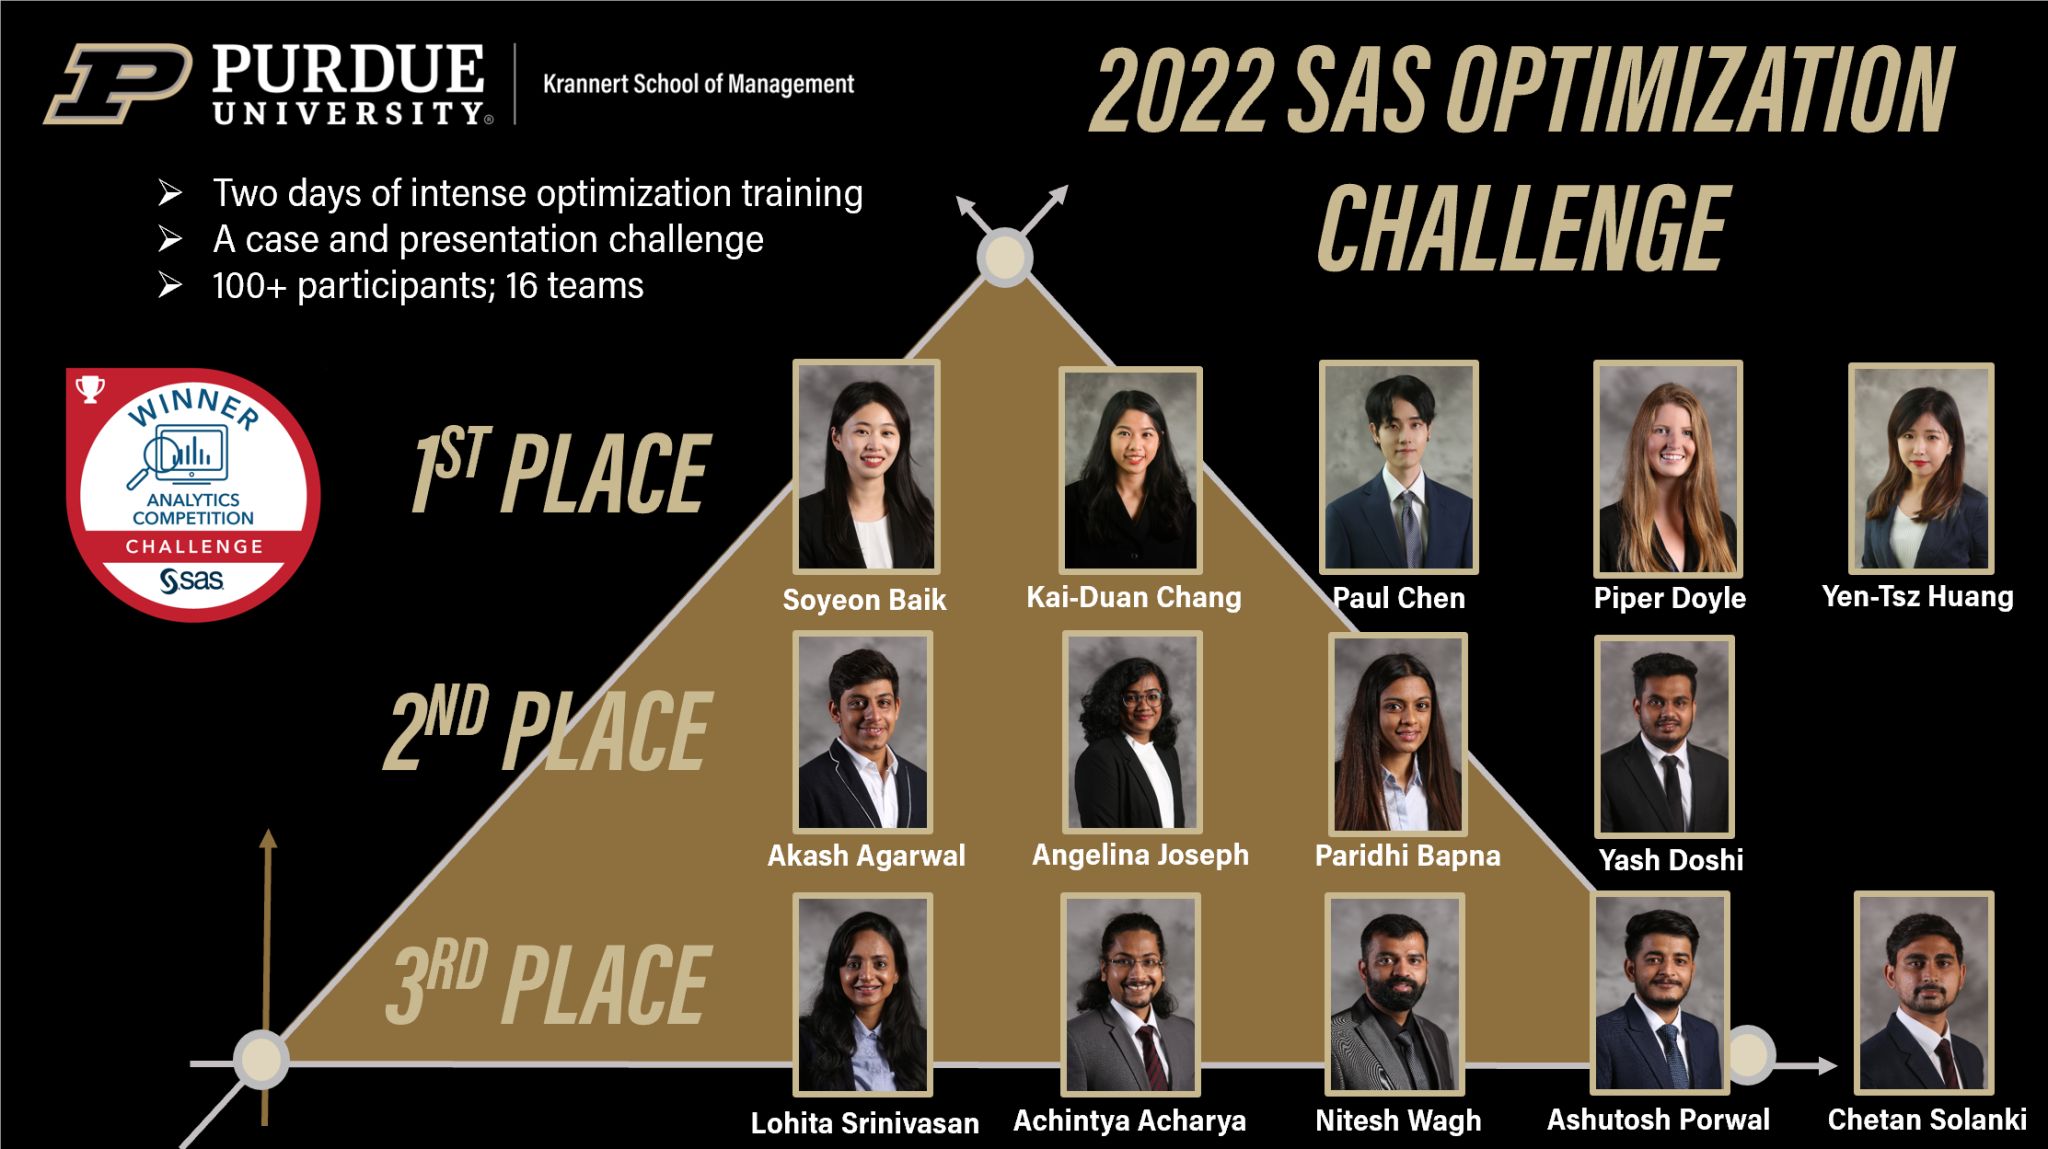 PURDUE
UNIVERSITY®
Krannert School of Management
2022 SAS OPTIMIZATION
CHALLENGE
Two days of intense optimization training
A case and presentation challenge
100+ participants; 16 teams
WINNER
ANALYTICS
COMPETITION
CHALLENGE
sas
1ST PLACE
Soyeon Baik
Kai-Duan Chang
Paul Chen
Piper Doyle
Yen-Tsz Huang
2ND PLACE
Akash Agarwal
Angelina Joseph
Paridhi Bapna
Yash Doshi
3RD PLACE
Lohita Srinivasan
Achintya Acharya
Nitesh Wagh
Ashutosh Porwal
Chetan Solanki